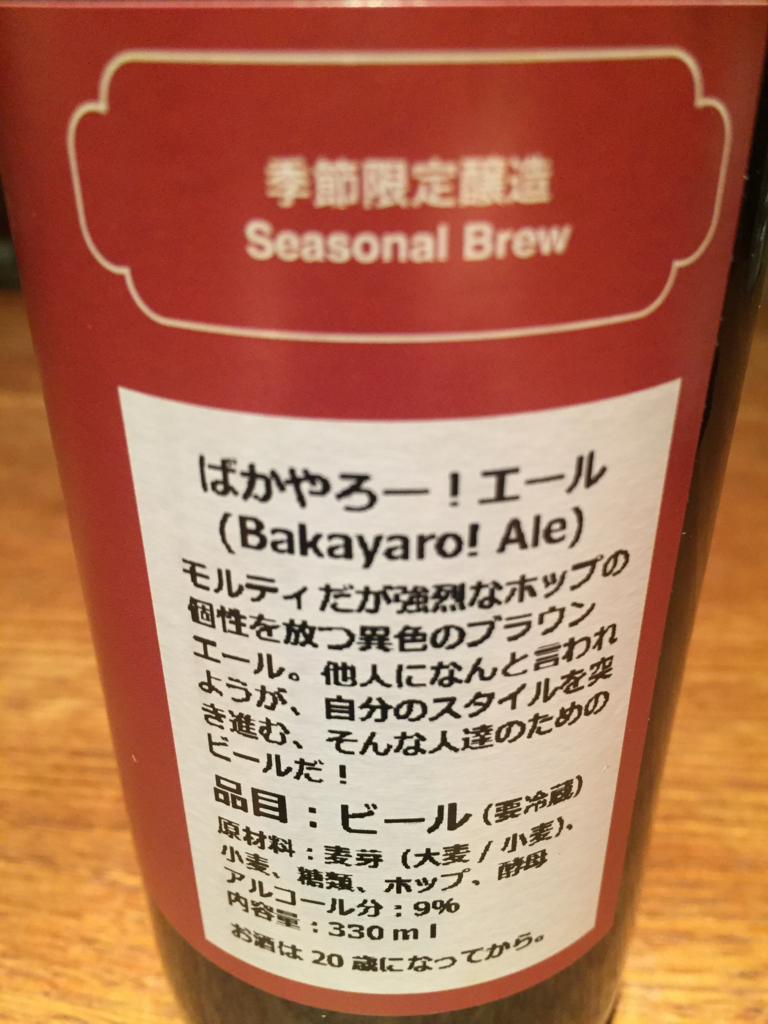 季節限定醸造
Seasonal Brew
ばかやろー！エール
(Bakayaro! Ale)
モルティだが強烈なホップの
個性を放つ異色のブラウン
エール。他人になんと言われ
ようが、自分のスタイルを突
き進む、そんな人達のための
ビールだ！
品目：ビール（要冷蔵）
原材料：麦芽（大麦 / 小麦）、
小麦、糖類、ホップ、酵母
アルコール分：9%
内容量：330ml
お酒は 20 歳になってから。